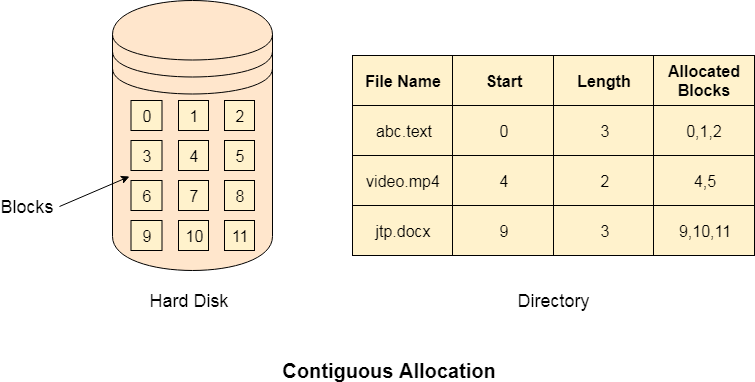 0 1 2
3 4 5
6 7 8
9 10 11
Blocks
Hard Disk
File Name Start Length Allocated
Blocks
abc.text 0 3 0,1,2
video.mp4 4 2 4,5
jtp.docx 9 3 9,10,11
Directory
Contiguous Allocation